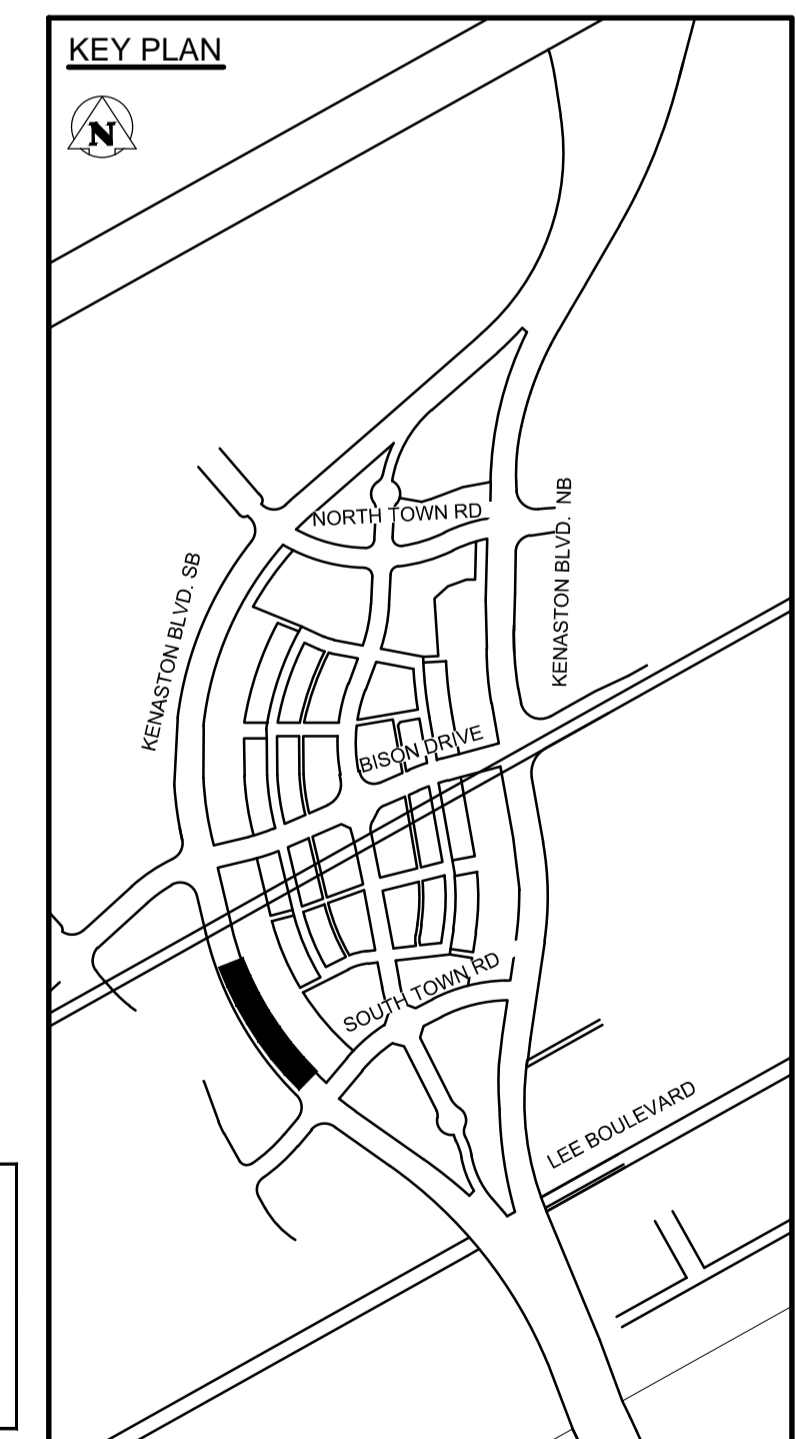 KEY PLAN
N
NORTH TOWN RD
KENASTON BLVD. NB
KENASTON BLVD. SB
BISON DRIVE
SOUTH TOWN RD
LEE BOULEVARD